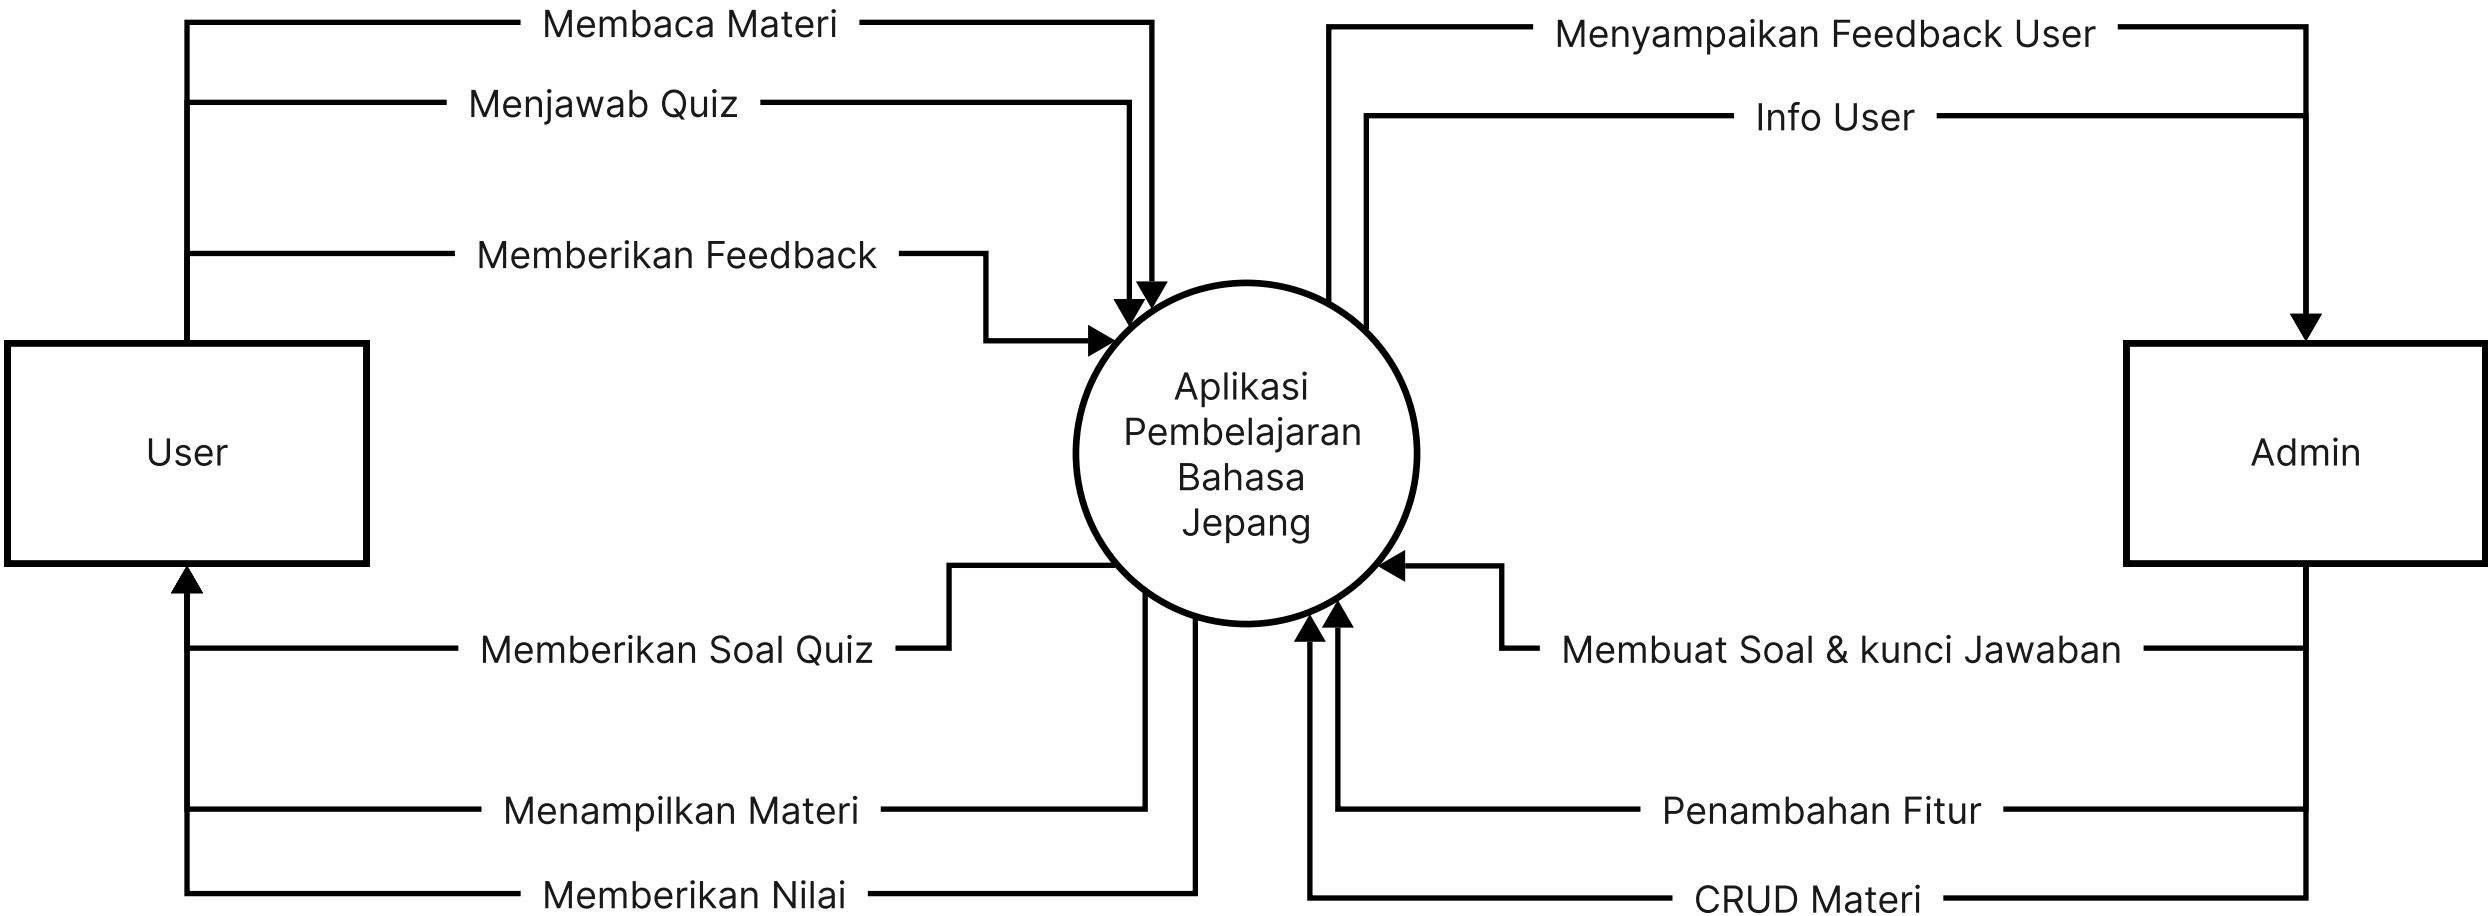 Membaca Materi
Menyampaikan Feedback User
Menjawab Quiz
Info User
Memberikan Feedback
User
Aplikasi
Pembelajaran
Bahasa
Jepang
Admin
Memberikan Soal Quiz
Membuat Soal & kunci Jawaban
Menampilkan Materi
Penambahan Fitur
Memberikan Nilai
CRUD Materi